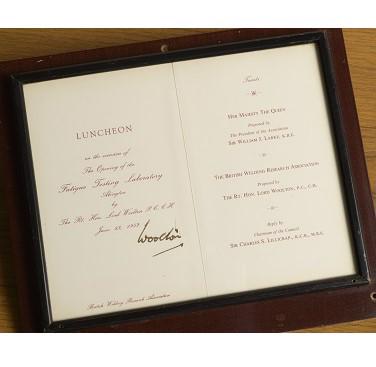 LUNCHEON
on the occasion of
The Opening of the
Fatigue Testing Laboratory
Abington
by
The Rt. Hon. Lord Woolton P.C. C.H.
June 1952
Woolton
British Welding Research Association
Toasts
HER MAJESTY THE QUEEN
Proposed by
The President of the Association
SIR WILLIAM J. LARKE, K.B.E.
THE BRITISH WELDING RESEARCH ASSOCIATION
Proposed by
THE RT. HON. LORD WOOLTON, P.C., C.H.
Reply by
Chairman of the Council
SIR CHARLES S. LILLICRAP, K.C.B., M.B.E.